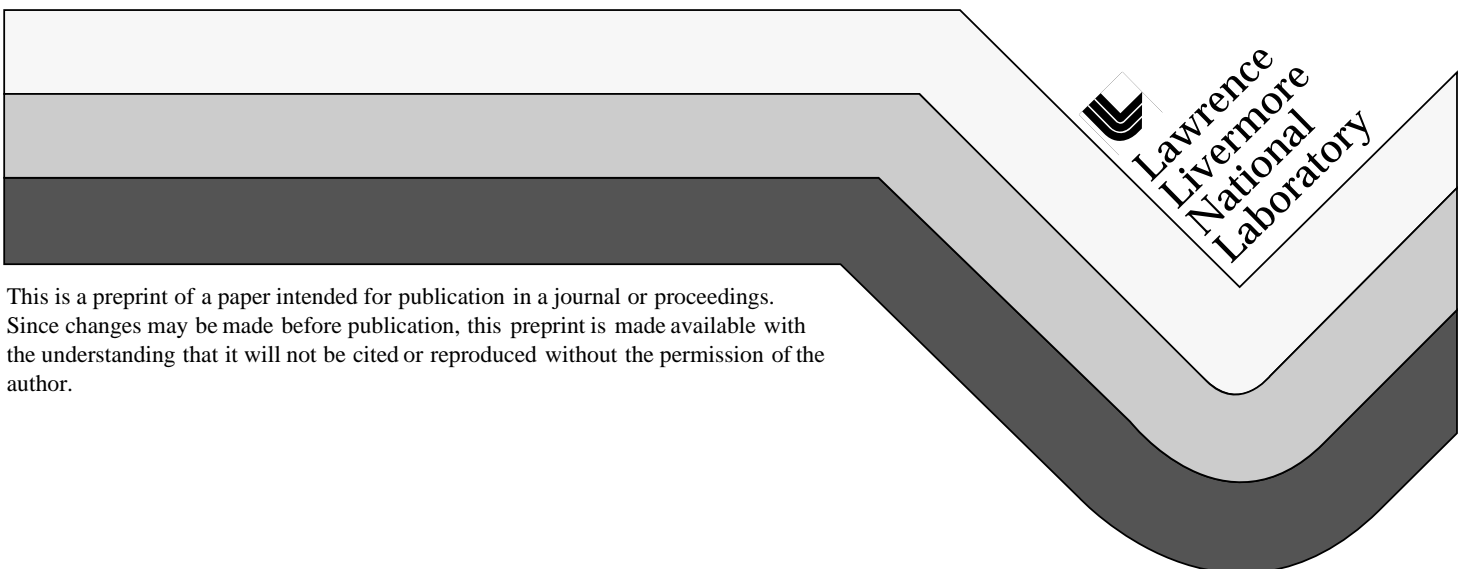 Lawrence
Livermore
National
Laboratory
This is a preprint of a paper intended for publication in a journal or proceedings.
Since changes may be made before publication, this preprint is made available with
the understanding that it will not be cited or reproduced without the permission of the
author.